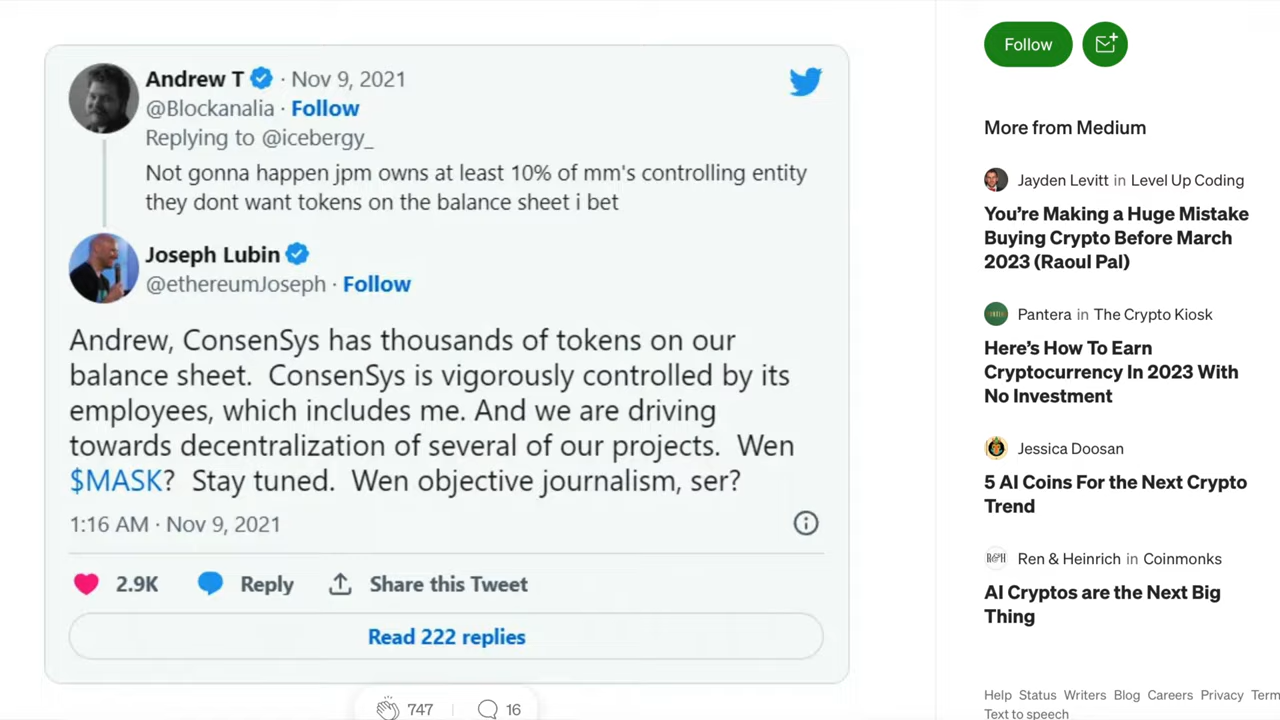 Andrew T · Nov 9, 2021
@Blockanalia · Follow
Replying to @icebergy_
Not gonna happen jpm owns at least 10% of mm's controlling entity
they dont want tokens on the balance sheet i bet
Joseph Lubin
@ethereumJoseph · Follow
Andrew, ConsenSys has thousands of tokens on our
balance sheet.  ConsenSys is vigorously controlled by its
employees, which includes me. And we are driving
towards decentralization of several of our projects.  Wen
$MASK?  Stay tuned.  Wen objective journalism, ser?
1:16 AM · Nov 9, 2021
2.9K Reply Share this Tweet
Read 222 replies
747 16
Follow
More from Medium
Jayden Levitt in Level Up Coding
You’re Making a Huge Mistake
Buying Crypto Before March
2023 (Raoul Pal)
Pantera in The Crypto Kiosk
Here’s How To Earn
Cryptocurrency In 2023 With
No Investment
Jessica Doosan
5 AI Coins For the Next Crypto
Trend
R&H Ren & Heinrich in Coinmonks
AI Cryptos are the Next Big
Thing
Help Status Writers Blog Careers Privacy Term
Text to speech